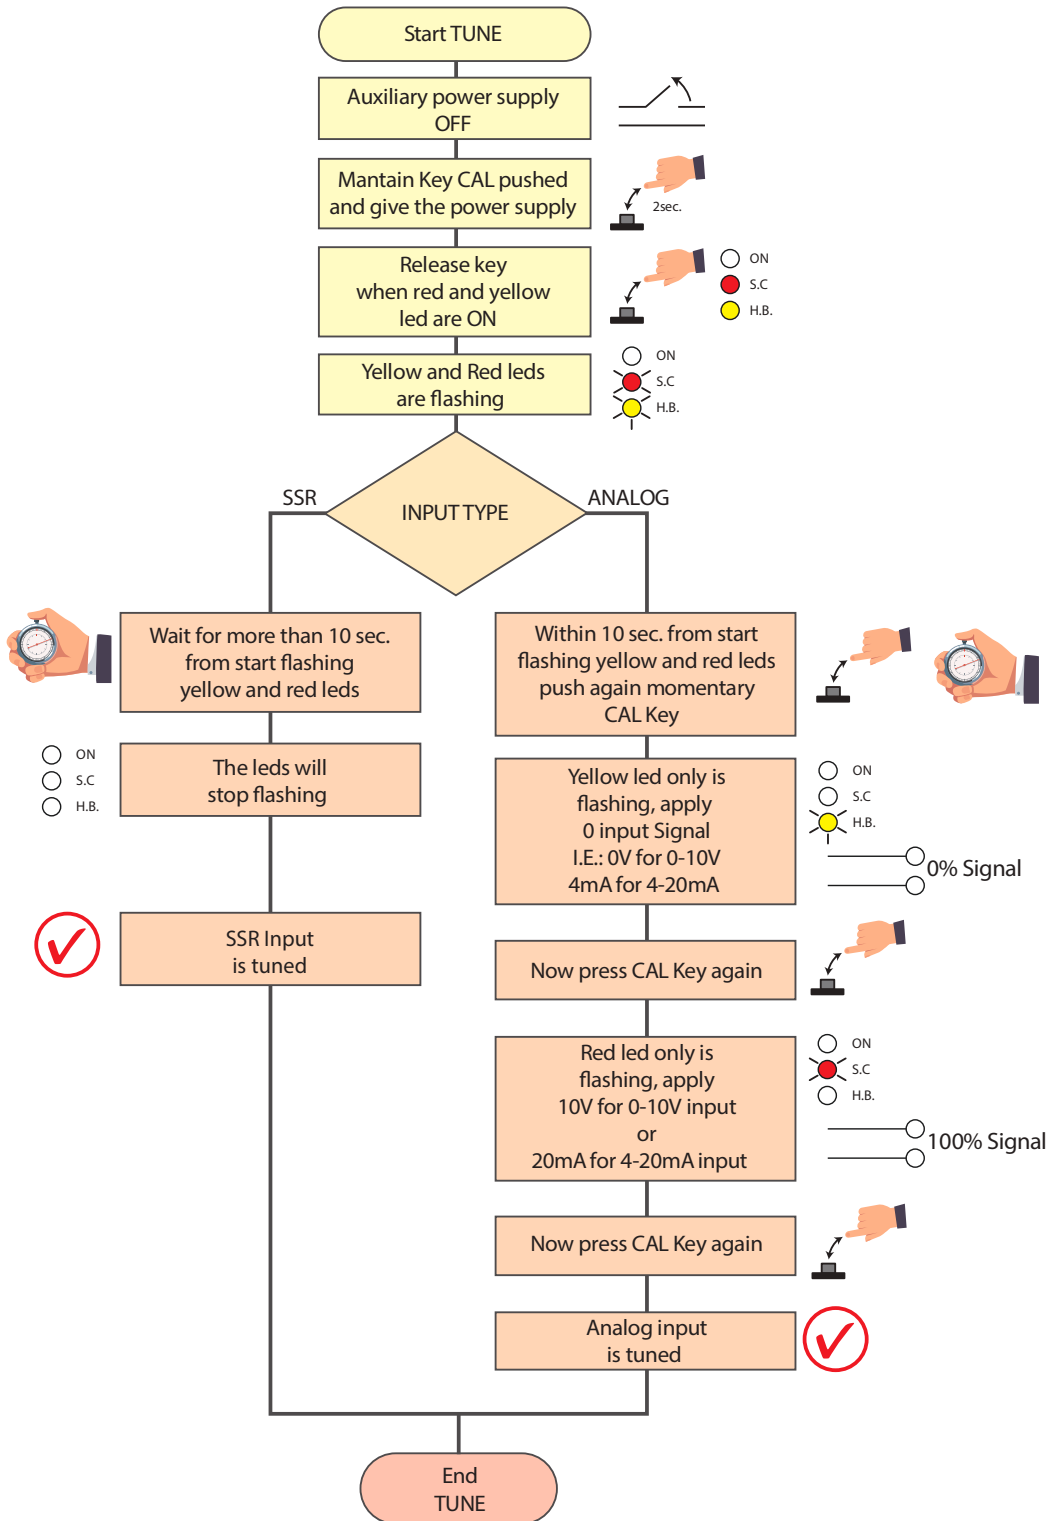 Start TUNE
Auxiliary power supply
OFF
Mantain Key CAL pushed
and give the power supply
2sec.
Release key
when red and yellow
led are ON
ON
S.C
H.B.
Yellow and Red leds
are flashing
ON
S.C
H.B.
INPUT TYPE
SSR
ANALOG
Wait for more than 10 sec.
from start flashing
yellow and red leds
ON
S.C
H.B.
The leds will
stop flashing
SSR Input
is tuned
Within 10 sec. from start
flashing yellow and red leds
push again momentary
CAL Key
Yellow led only is
flashing, apply
0 input Signal
I.E.: 0V for 0-10V
4mA for 4-20mA
ON
S.C
H.B.
0% Signal
Now press CAL Key again
Red led only is
flashing, apply
10V for 0-10V input
or
20mA for 4-20mA input
ON
S.C
H.B.
100% Signal
Now press CAL Key again
Analog input
is tuned
End
TUNE